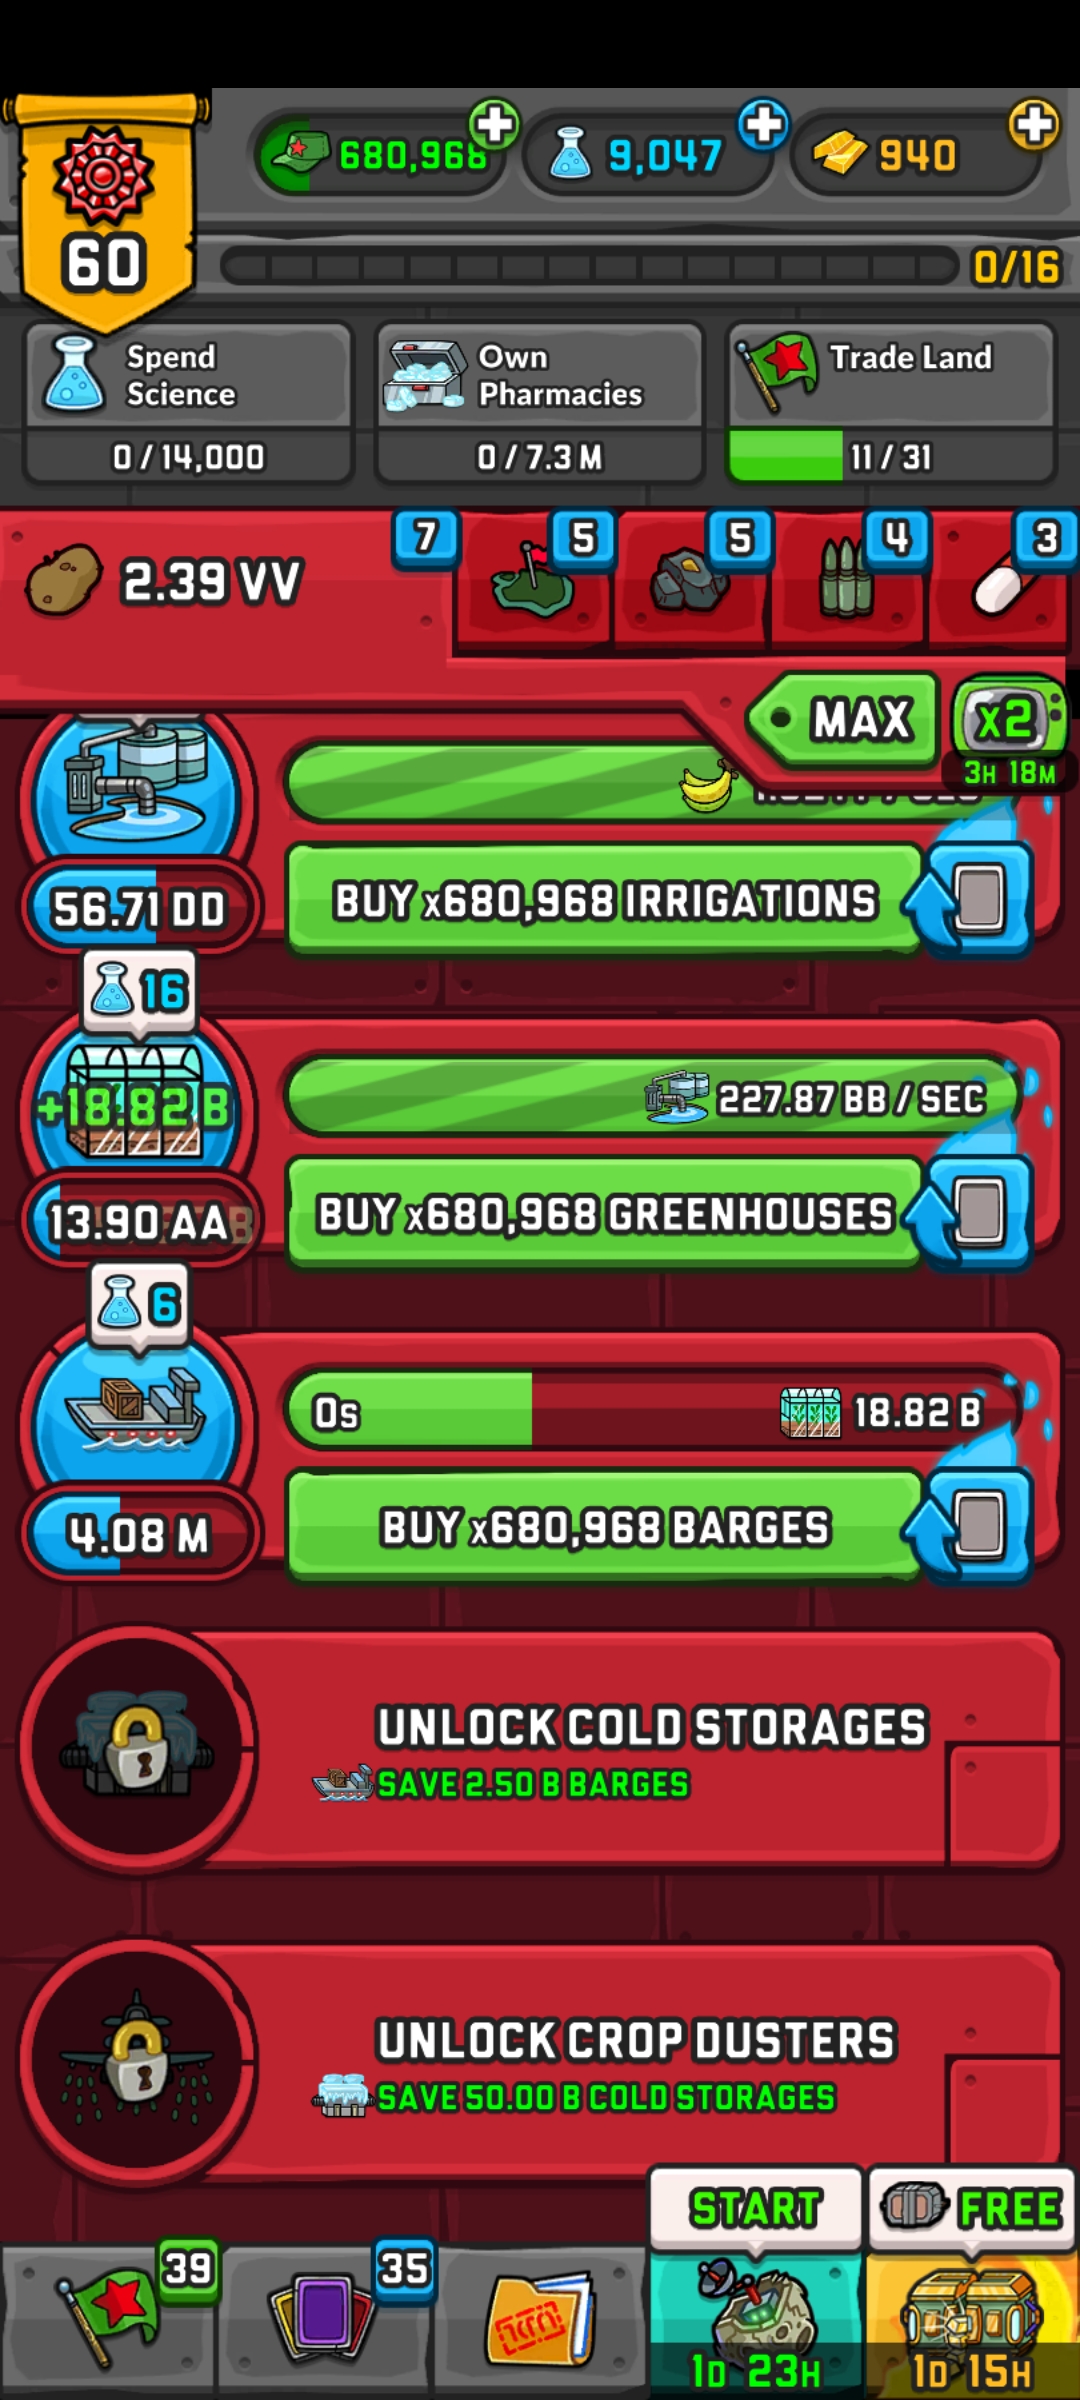 680,968
9,047
940
60
0/16
Spend
Science
0 / 14,000
Own
Pharmacies
0 / 7.3 M
Trade Land
11 / 31
2.39 VV
7
5
5
4
3
MAX
x2
3H 18M
56.71 DD
BUY x680,968 IRRIGATIONS
16
+18.82 B
227.87 BB / SEC
13.90 AA
BUY x680,968 GREENHOUSES
6
0s
18.82 B
4.08 M
BUY x680,968 BARGES
UNLOCK COLD STORAGES
SAVE 2.50 B BARGES
UNLOCK CROP DUSTERS
SAVE 50.00 B COLD STORAGES
START
FREE
39
35
1D 23H
1D 15H